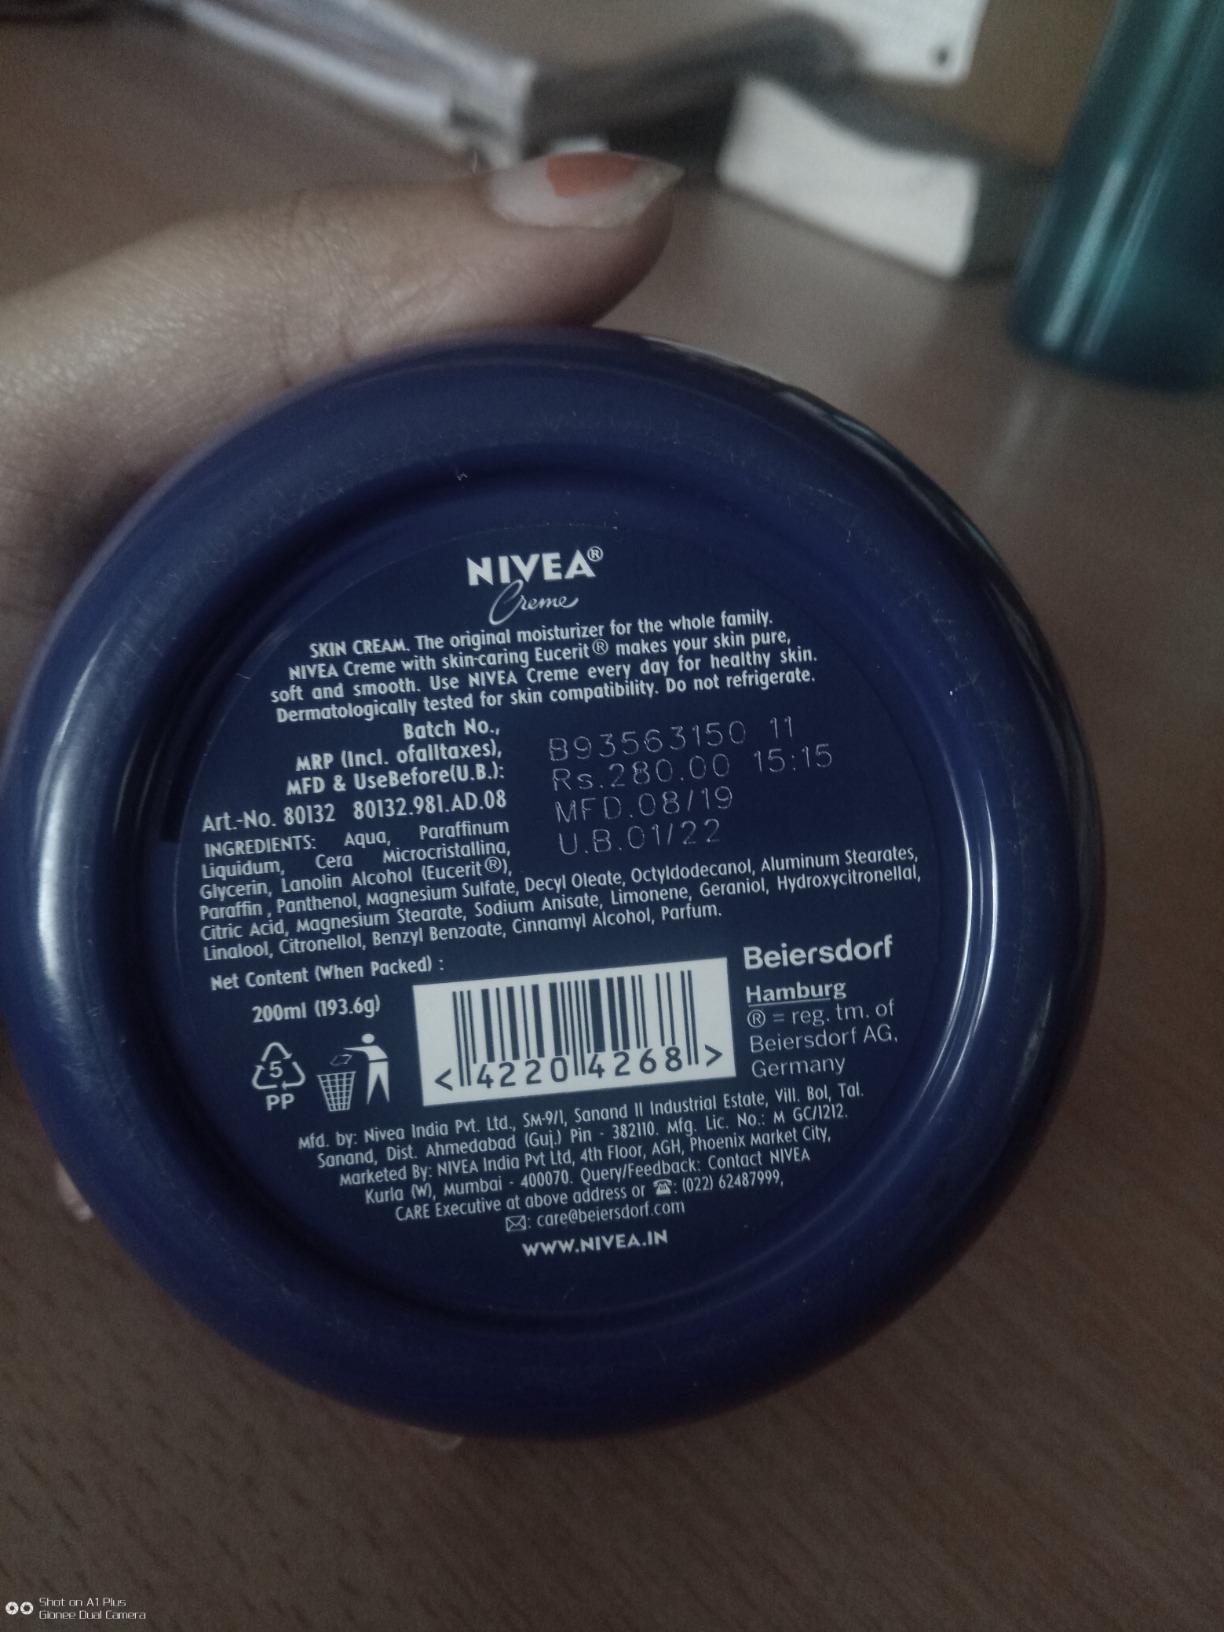 NIVEA®
Creme
SKIN CREAM. The original moisturizer for the whole family.
NIVEA Creme with skin-caring Eucerit® makes your skin pure,
soft and smooth. Use NIVEA Creme every day for healthy skin.
Dermatologically tested for skin compatibility. Do not refrigerate.
Batch No.,
MRP (Incl. ofalltaxes),
MFD & UseBefore(U.B.):
B93563150 11
Rs.280.00 15:15
MFD.08/19
U.B.01/22
Art.-No. 80132 80132.981.AD.08
INGREDIENTS: Aqua, Paraffinum
Liquidum, Cera Microcristallina,
Glycerin, Lanolin Alcohol (Eucerit®),
Paraffin , Panthenol, Magnesium Sulfate, Decyl Oleate, Octyldodecanol, Aluminum Stearates,
Citric Acid, Magnesium Stearate, Sodium Anisate, Limonene, Geraniol, Hydroxycitronellal,
Linalool, Citronellol, Benzyl Benzoate, Cinnamyl Alcohol, Parfum.
Net Content (When Packed) :
200ml (193.6g)
5
PP
< 4220 4268 >
Beiersdorf
Hamburg
® = reg. tm. of
Beiersdorf AG,
Germany
Mfd. by: Nivea India Pvt. Ltd., SM-9/1, Sanand II Industrial Estate, Vill. Bol, Tal.
Sanand, Dist. Ahmedabad (Guj.) Pin - 382110. Mfg. Lic. No.: M GC/1212.
Marketed By: NIVEA India Pvt Ltd, 4th Floor, AGH, Phoenix Market City,
Kurla (W), Mumbai - 400070. Query/Feedback: Contact NIVEA
CARE Executive at above address or ☎: (022) 62487999,
✉: care@beiersdorf.com
WWW.NIVEA.IN
Shot on A1 Plus
Gionee Dual Camera